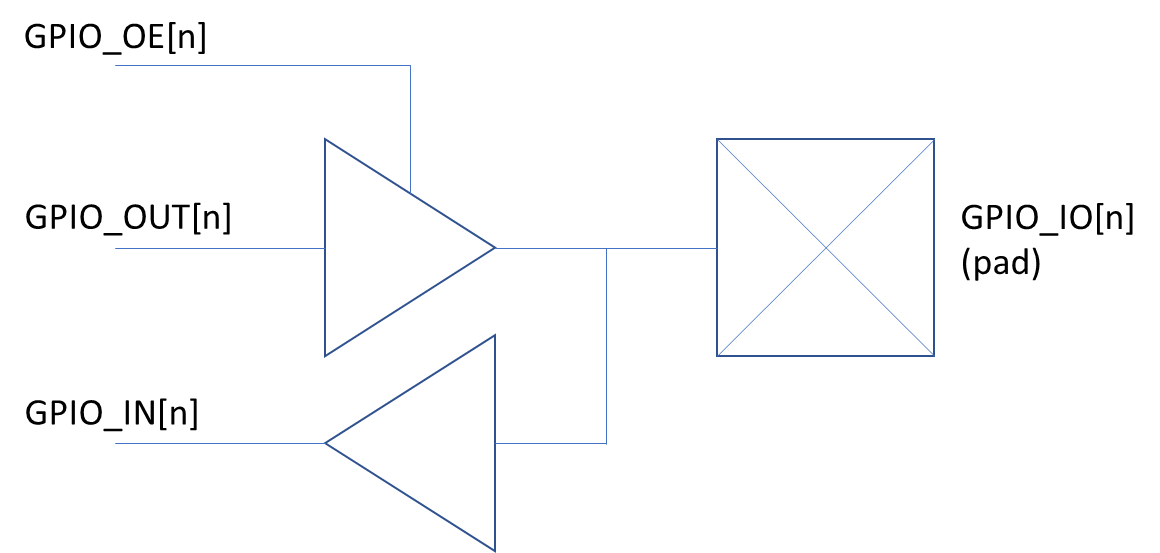 GPIO_OE[n]
GPIO_OUT[n]
GPIO_IO[n]
(pad)
GPIO_IN[n]